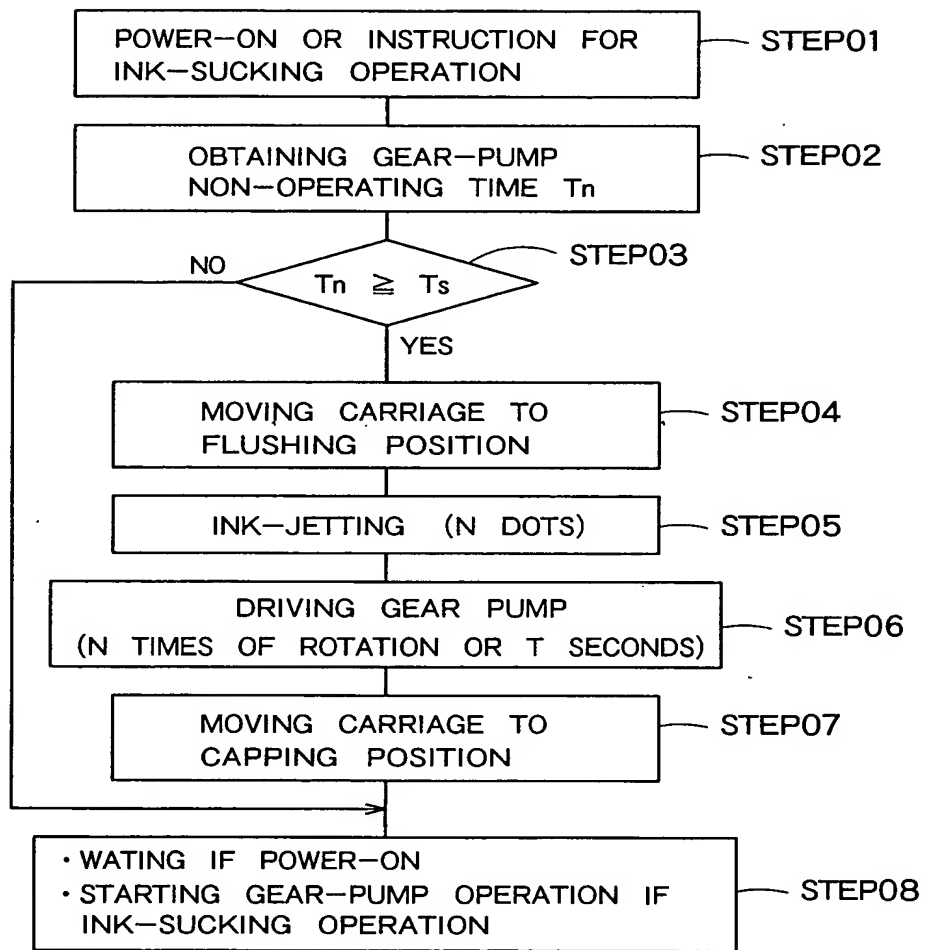 POWER-ON OR INSTRUCTION FOR
INK-SUCKING OPERATION
STEP01
OBTAINING GEAR-PUMP
NON-OPERATING TIME Tn
STEP02
STEP03
NO
Tn ≧ Ts
YES
MOVING CARRIAGE TO
FLUSHING POSITION
STEP04
INK-JETTING (N DOTS)
STEP05
DRIVING GEAR PUMP
(N TIMES OF ROTATION OR T SECONDS)
STEP06
MOVING CARRIAGE TO
CAPPING POSITION
STEP07
・WATING IF POWER-ON
・STARTING GEAR-PUMP OPERATION IF
INK-SUCKING OPERATION
STEP08